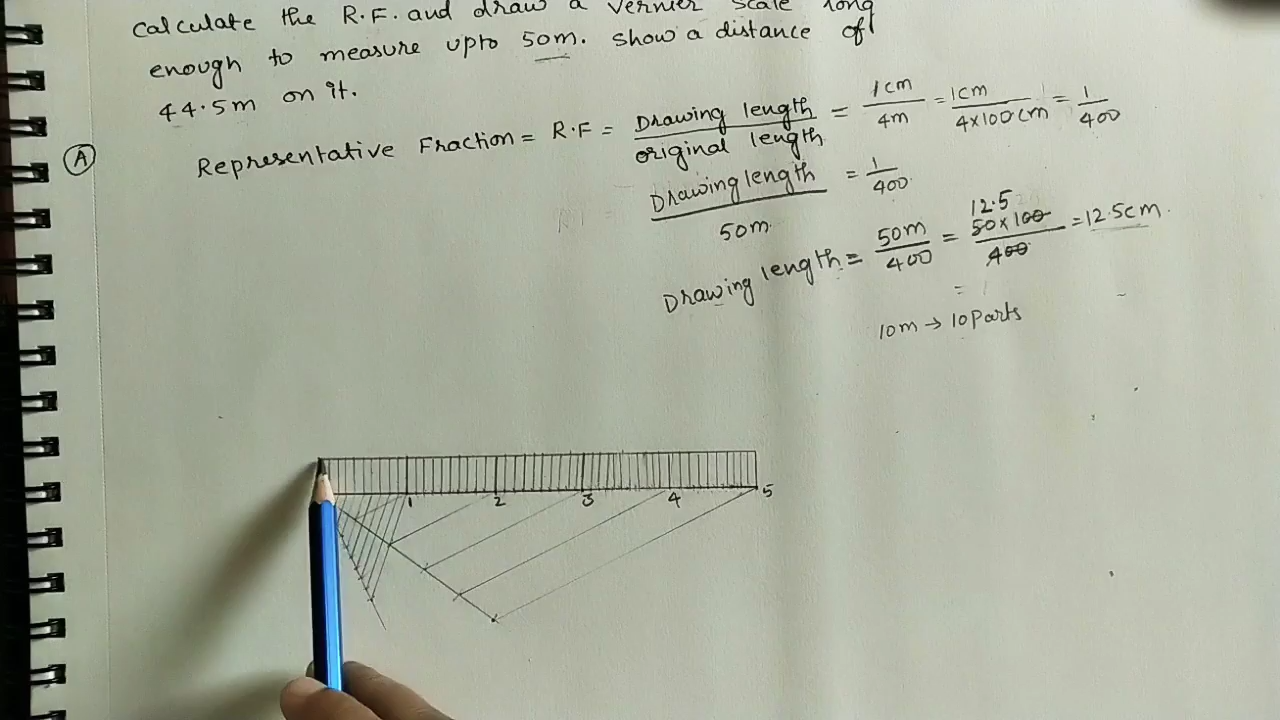 calculate the R.F. and draw a vernier scale long
enough to measure upto 50m. show a distance of
44.5m on it.
A Representative Fraction = R.F = Drawing length / original length = 1cm / 4m = 1cm / 4x100cm = 1 / 400
Drawing length / 50m = 1 / 400
Drawing length = 50m / 400 = 50x100 / 400 = 12.5cm
12.5
=
10m → 10 parts
1 2 3 4 5